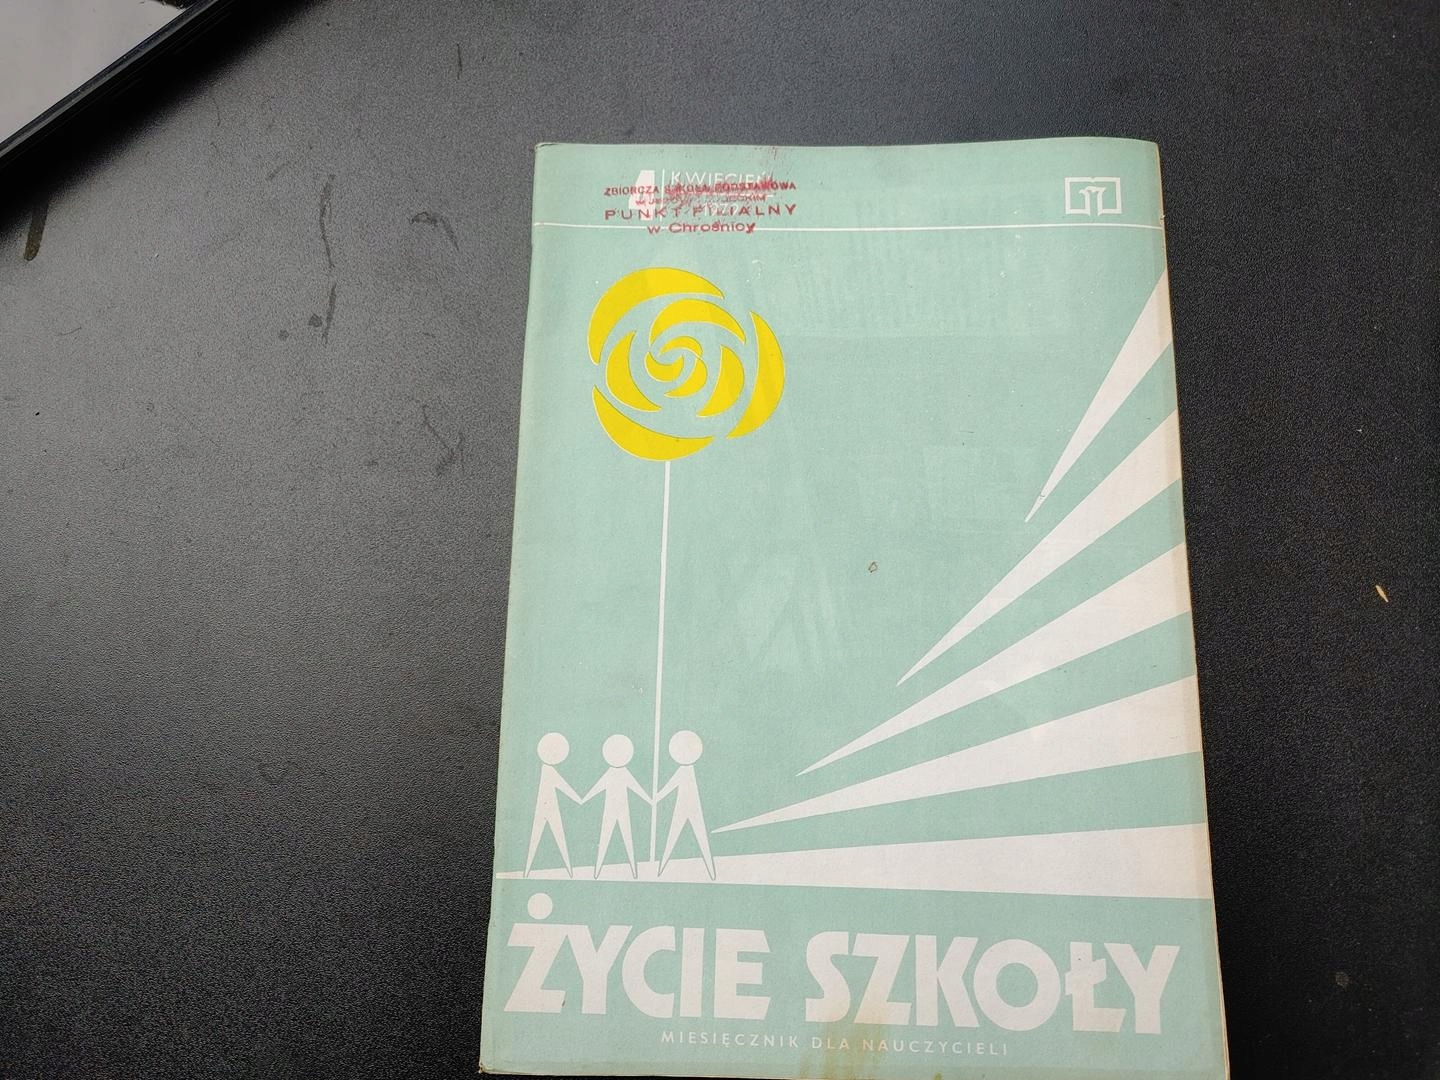 4 KWIECIEŃ
ZBIORCZA SZKOŁA PODSTAWOWA
PUNKT FILIALNY
w Chrośnicy
ŻYCIE SZKOŁY
MIESIĘCZNIK DLA NAUCZYCIELI